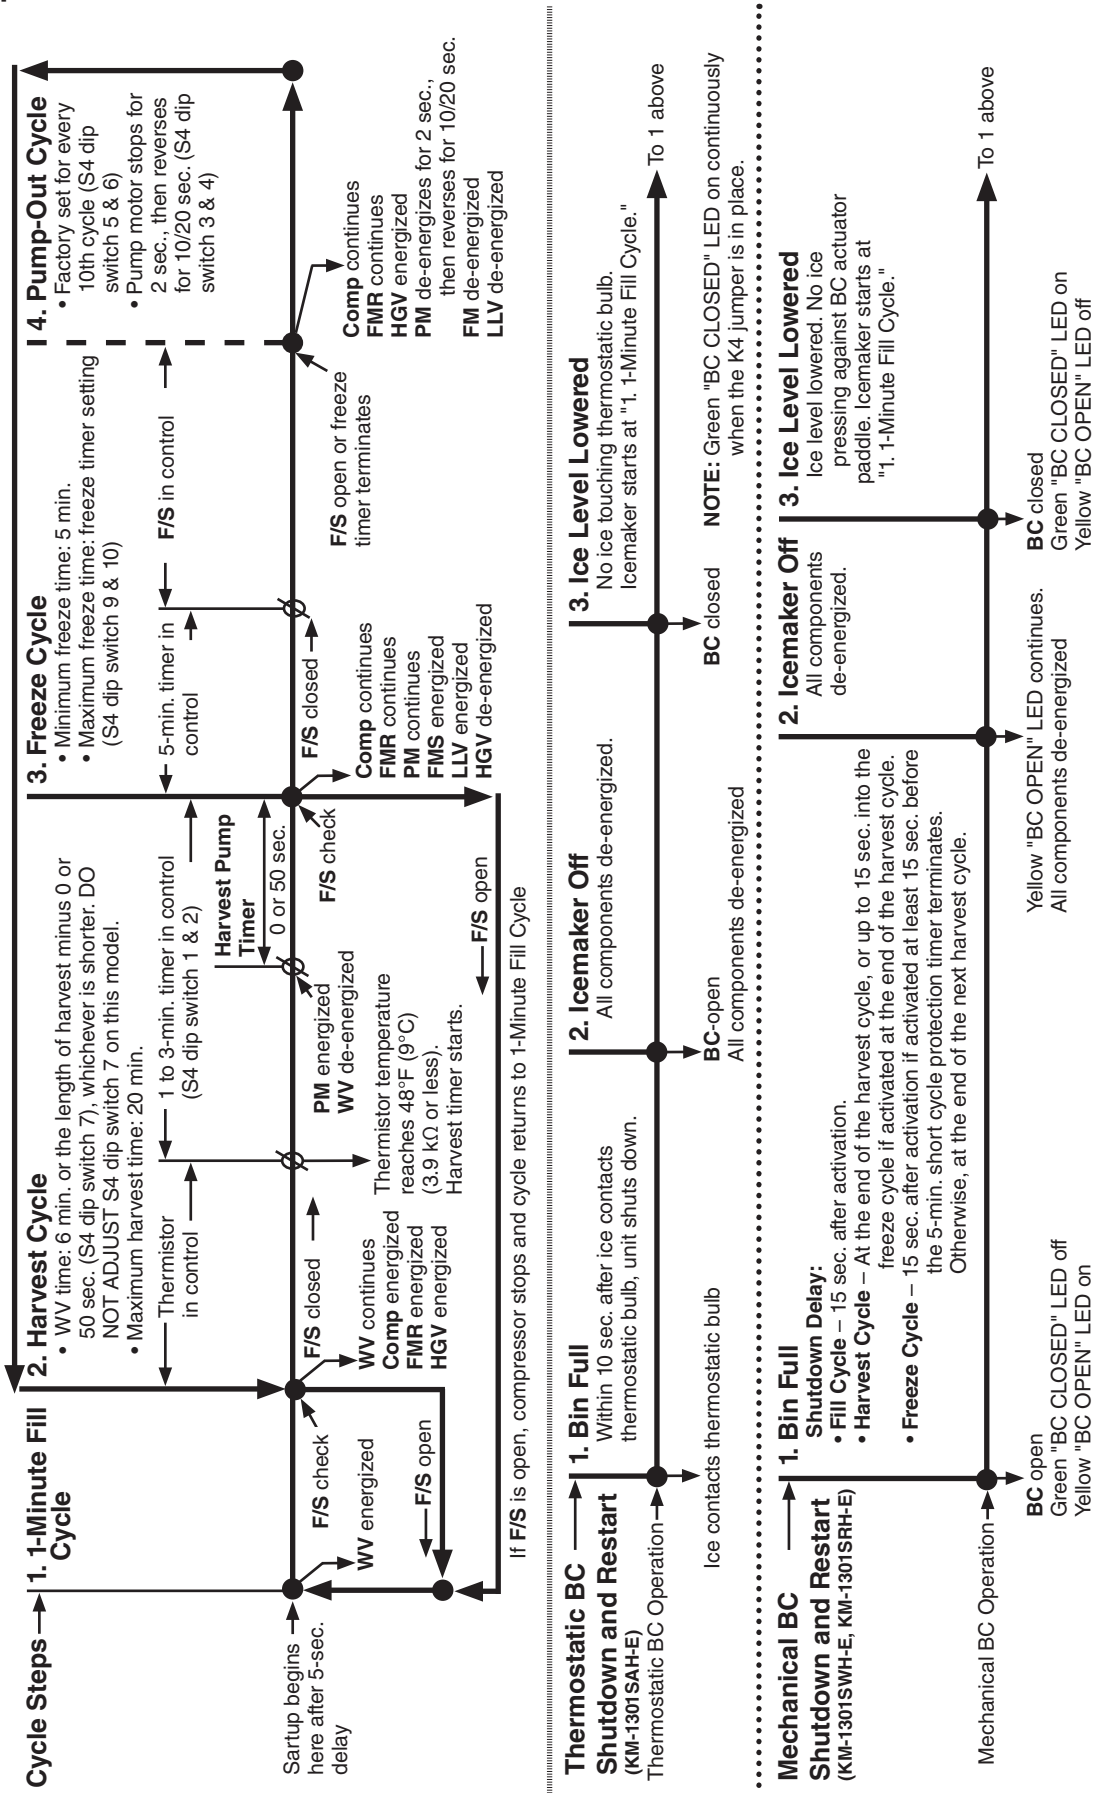 Cycle Steps
1. 1-Minute Fill
Cycle
2. Harvest Cycle
• WV time: 6 min. or the length of harvest minus 0 or
50 sec. (S4 dip switch 7), whichever is shorter. DO
NOT ADJUST S4 dip switch 7 on this model.
• Maximum harvest time: 20 min.
3. Freeze Cycle
• Minimum freeze time: 5 min.
• Maximum freeze time: freeze timer setting
(S4 dip switch 9 & 10)
4. Pump-Out Cycle
• Factory set for every
10th cycle (S4 dip
switch 5 & 6)
• Pump motor stops for
2 sec., then reverses
for 10/20 sec. (S4 dip
switch 3 & 4)
Thermistor
in control
1 to 3-min. timer in control
(S4 dip switch 1 & 2)
Harvest Pump
Timer
0 or 50 sec.
5-min. timer in
control
F/S in control
Sartup begins
here after 5-sec.
delay
F/S check
F/S closed
WV energized
F/S open
WV continues
Comp energized
FMR energized
HGV energized
Thermistor temperature
reaches 48°F (9°C)
(3.9 kΩ or less).
Harvest timer starts.
PM energized
WV de-energized
F/S check
F/S closed
F/S open
Comp continues
FMR continues
PM continues
FMS energized
LLV energized
HGV de-energized
F/S open or freeze
timer terminates
Comp continues
FMR continues
HGV energized
PM de-energizes for 2 sec.,
then reverses for 10/20 sec.
FM de-energized
LLV de-energized
If F/S is open, compressor stops and cycle returns to 1-Minute Fill Cycle
Thermostatic BC
Shutdown and Restart
(KM-1301SAH-E)
Thermostatic BC Operation
1. Bin Full
Within 10 sec. after ice contacts
thermostatic bulb, unit shuts down.
Ice contacts thermostatic bulb
2. Icemaker Off
All components de-energized.
BC-open
All components de-energized
3. Ice Level Lowered
No ice touching thermostatic bulb.
Icemaker starts at "1. 1-Minute Fill Cycle."
To 1 above
BC closed
NOTE: Green "BC CLOSED" LED on continuously
when the K4 jumper is in place.
Mechanical BC
Shutdown and Restart
(KM-1301SWH-E, KM-1301SRH-E)
Mechanical BC Operation
1. Bin Full
Shutdown Delay:
• Fill Cycle – 15 sec. after activation.
• Harvest Cycle – At the end of the harvest cycle, or up to 15 sec. into the
freeze cycle if activated at the end of the harvest cycle.
• Freeze Cycle – 15 sec. after activation if activated at least 15 sec. before
the 5-min. short cycle protection timer terminates.
Otherwise, at the end of the next harvest cycle.
BC open
Green "BC CLOSED" LED off
Yellow "BC OPEN" LED on
2. Icemaker Off
All components
de-energized.
Yellow "BC OPEN" LED continues.
All components de-energized
3. Ice Level Lowered
Ice level lowered. No ice
pressing against BC actuator
paddle. Icemaker starts at
"1. 1-Minute Fill Cycle."
To 1 above
BC closed
Green "BC CLOSED" LED on
Yellow "BC OPEN" LED off